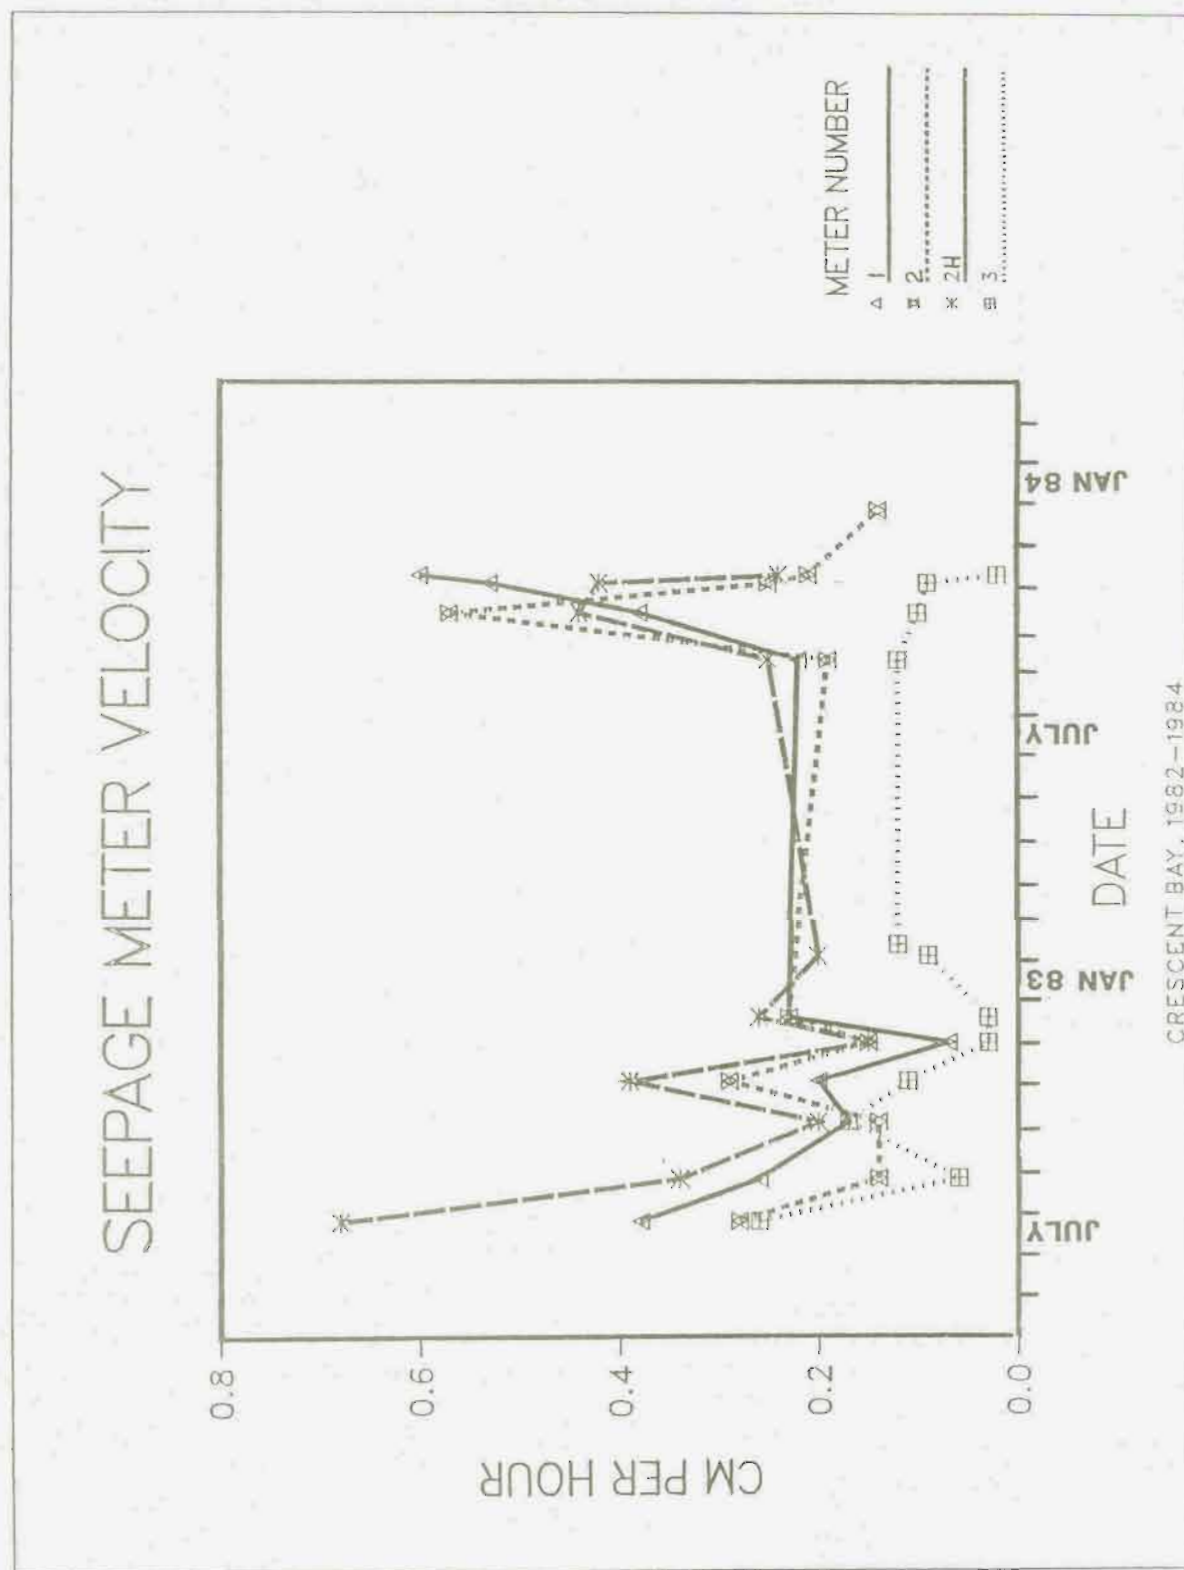 SEEPAGE METER VELOCITY
CM PER HOUR
0.8
0.6
0.4
0.2
0.0
JULY
JAN 83
JULY
JAN 84
DATE
METER NUMBER
1
2
2H
3
CRESCENT BAY, 1982-1984